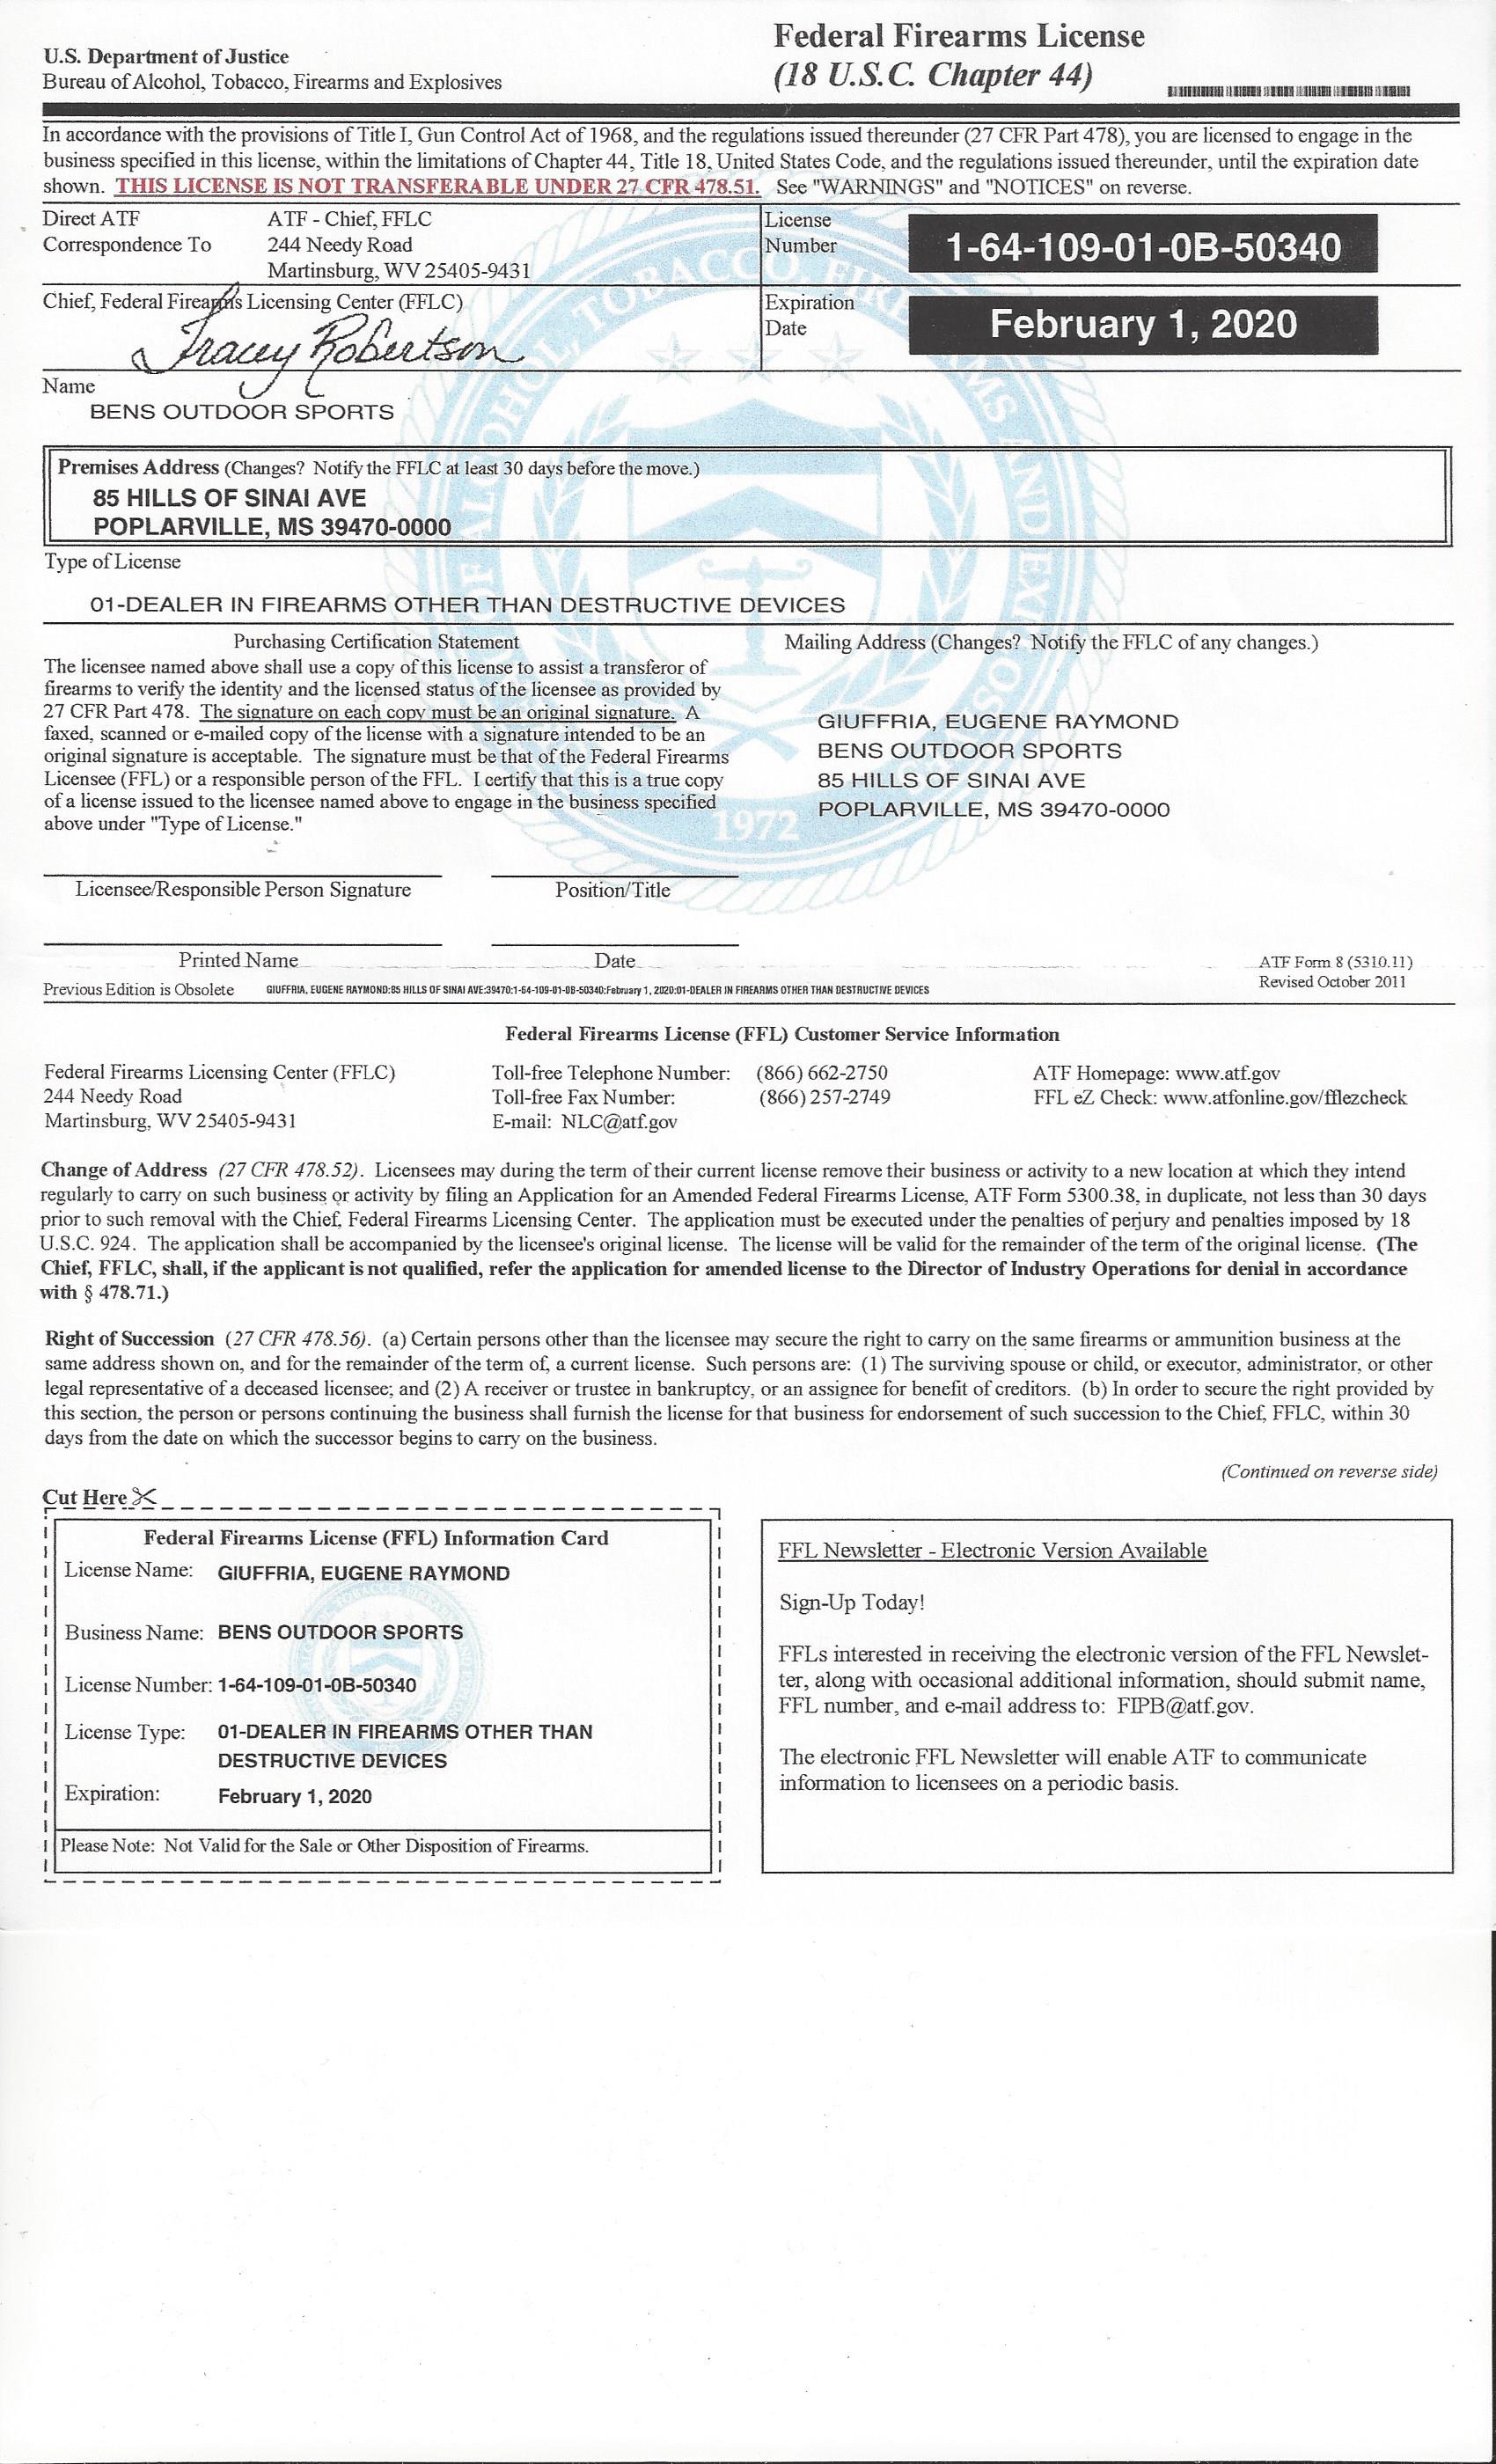 U.S. Department of Justice
Bureau of Alcohol, Tobacco, Firearms and Explosives
Federal Firearms License
(18 U.S.C. Chapter 44)
In accordance with the provisions of Title I, Gun Control Act of 1968, and the regulations issued thereunder (27 CFR Part 478), you are licensed to engage in the
business specified in this license, within the limitations of Chapter 44, Title 18, United States Code, and the regulations issued thereunder, until the expiration date
shown. THIS LICENSE IS NOT TRANSFERABLE UNDER 27 CFR 478.51. See "WARNINGS" and "NOTICES" on reverse.
Direct ATF
Correspondence To
ATF - Chief, FFLC
244 Needy Road
Martinsburg, WV 25405-9431
License
Number
1-64-109-01-0B-50340
Chief, Federal Firearms Licensing Center (FFLC)
Tracey Robertson
Expiration
Date
February 1, 2020
Name
BENS OUTDOOR SPORTS
Premises Address (Changes? Notify the FFLC at least 30 days before the move.)
85 HILLS OF SINAI AVE
POPLARVILLE, MS 39470-0000
Type of License
01-DEALER IN FIREARMS OTHER THAN DESTRUCTIVE DEVICES
Purchasing Certification Statement
The licensee named above shall use a copy of this license to assist a transferor of
firearms to verify the identity and the licensed status of the licensee as provided by
27 CFR Part 478. The signature on each copy must be an original signature. A
faxed, scanned or e-mailed copy of the license with a signature intended to be an
original signature is acceptable. The signature must be that of the Federal Firearms
Licensee (FFL) or a responsible person of the FFL. I certify that this is a true copy
of a license issued to the licensee named above to engage in the business specified
above under "Type of License."
Mailing Address (Changes? Notify the FFLC of any changes.)
GIUFFRIA, EUGENE RAYMOND
BENS OUTDOOR SPORTS
85 HILLS OF SINAI AVE
POPLARVILLE, MS 39470-0000
1972
Licensee/Responsible Person Signature
Position/Title
Printed Name
Date
ATF Form 8 (5310.11)
Revised October 2011
Previous Edition is Obsolete
GIUFFRIA, EUGENE RAYMOND:85 HILLS OF SINAI AVE:39470:1-64-109-01-0B-50340:February 1, 2020:01-DEALER IN FIREARMS OTHER THAN DESTRUCTIVE DEVICES
Federal Firearms License (FFL) Customer Service Information
Federal Firearms Licensing Center (FFLC)
244 Needy Road
Martinsburg, WV 25405-9431
Toll-free Telephone Number: (866) 662-2750
Toll-free Fax Number: (866) 257-2749
E-mail: NLC@atf.gov
ATF Homepage: www.atf.gov
FFL eZ Check: www.atfonline.gov/fflezcheck
Change of Address (27 CFR 478.52). Licensees may during the term of their current license remove their business or activity to a new location at which they intend
regularly to carry on such business or activity by filing an Application for an Amended Federal Firearms License, ATF Form 5300.38, in duplicate, not less than 30 days
prior to such removal with the Chief, Federal Firearms Licensing Center. The application must be executed under the penalties of perjury and penalties imposed by 18
U.S.C. 924. The application shall be accompanied by the licensee's original license. The license will be valid for the remainder of the term of the original license. (The
Chief, FFLC, shall, if the applicant is not qualified, refer the application for amended license to the Director of Industry Operations for denial in accordance
with § 478.71.)
Right of Succession (27 CFR 478.56). (a) Certain persons other than the licensee may secure the right to carry on the same firearms or ammunition business at the
same address shown on, and for the remainder of the term of, a current license. Such persons are: (1) The surviving spouse or child, or executor, administrator, or other
legal representative of a deceased licensee; and (2) A receiver or trustee in bankruptcy, or an assignee for benefit of creditors. (b) In order to secure the right provided by
this section, the person or persons continuing the business shall furnish the license for that business for endorsement of such succession to the Chief, FFLC, within 30
days from the date on which the successor begins to carry on the business.
(Continued on reverse side)
Cut Here
Federal Firearms License (FFL) Information Card
License Name: GIUFFRIA, EUGENE RAYMOND
Business Name: BENS OUTDOOR SPORTS
License Number: 1-64-109-01-0B-50340
License Type: 01-DEALER IN FIREARMS OTHER THAN
DESTRUCTIVE DEVICES
Expiration: February 1, 2020
Please Note: Not Valid for the Sale or Other Disposition of Firearms.
FFL Newsletter - Electronic Version Available
Sign-Up Today!
FFLs interested in receiving the electronic version of the FFL Newslet-
ter, along with occasional additional information, should submit name,
FFL number, and e-mail address to: FIPB@atf.gov.
The electronic FFL Newsletter will enable ATF to communicate
information to licensees on a periodic basis.